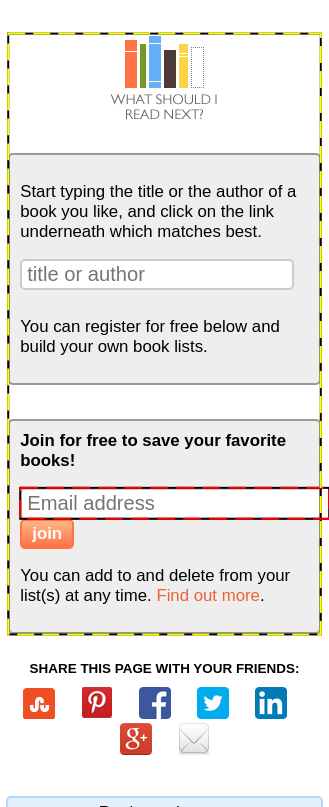 WHAT SHOULD I
READ NEXT?
Start typing the title or the author of a
book you like, and click on the link
underneath which matches best.
title or author
You can register for free below and
build your own book lists.
Join for free to save your favorite
books!
Email address
join
You can add to and delete from your
list(s) at any time. Find out more.
SHARE THIS PAGE WITH YOUR FRIENDS: